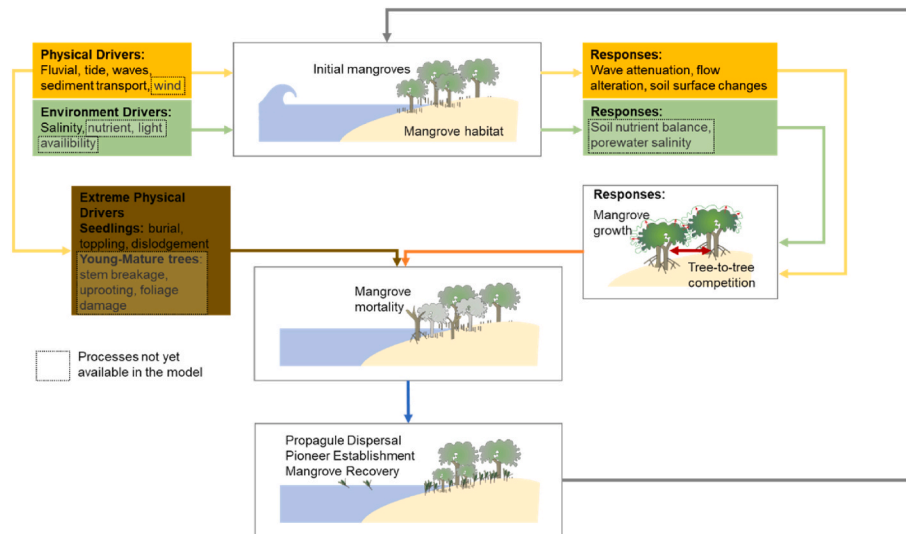 Physical Drivers:
Fluvial, tide, waves,
sediment transport, wind
Environment Drivers:
Salinity, nutrient, light
availibility
Initial mangroves
Mangrove habitat
Responses:
Wave attenuation, flow
alteration, soil surface changes
Soil nutrient balance,
porewater salinity
Extreme Physical
Drivers
Seedlings: burial,
toppling, dislodgement
Young-Mature trees:
stem breakage,
uprooting, foliage
damage
Responses:
Mangrove
growth
Tree-to-tree
competition
Mangrove
mortality
Processes not yet
available in the model
Propagule Dispersal
Pioneer Establishment
Mangrove Recovery